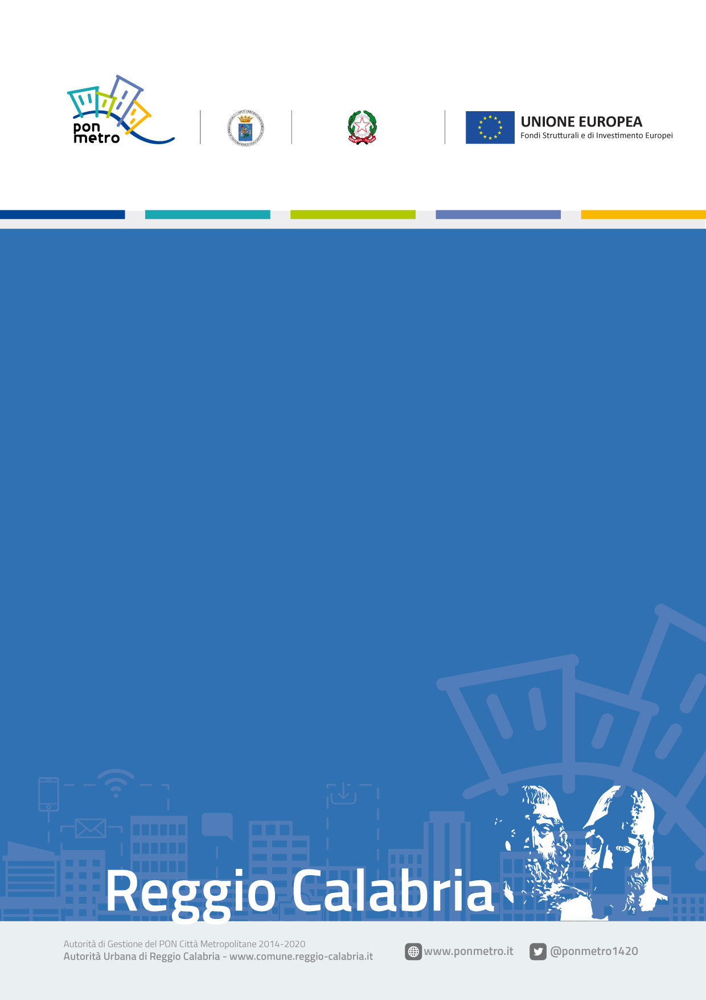 pon
metro
UNIONE EUROPEA
Fondi Strutturali e di Investimento Europei
Reggio Calabria
Autorità di Gestione del PON Città Metropolitane 2014-2020
Autorità Urbana di Reggio Calabria - www.comune.reggio-calabria.it
www.ponmetro.it
@ponmetro1420